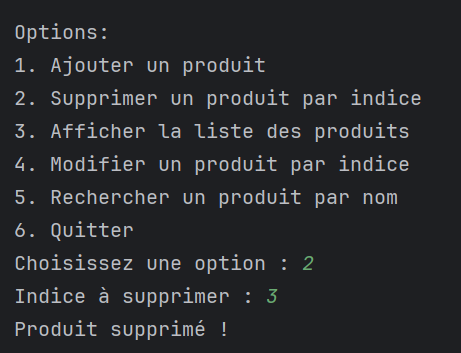 Options:
1. Ajouter un produit
2. Supprimer un produit par indice
3. Afficher la liste des produits
4. Modifier un produit par indice
5. Rechercher un produit par nom
6. Quitter
Choisissez une option : 2
Indice à supprimer : 3
Produit supprimé !